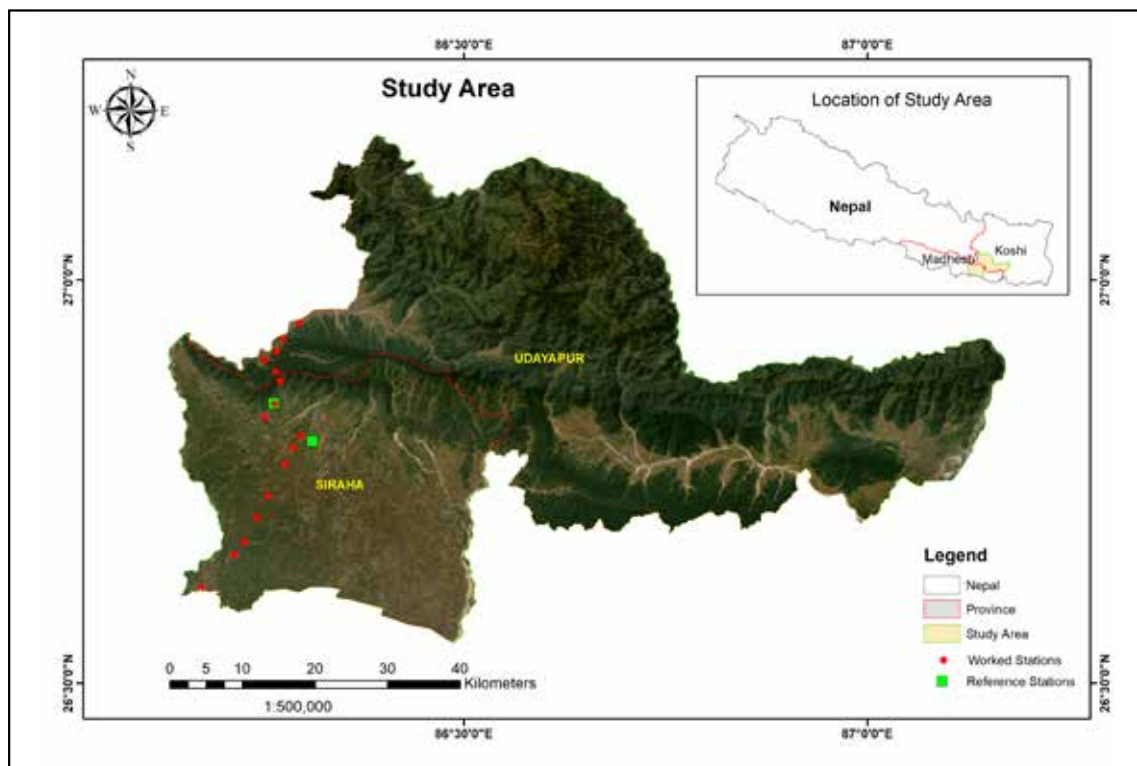 86°30'0"E
87°0'0"E
Study Area
N
W
E
S
Location of Study Area
Nepal
Koshi
Madhesh
27°0'0"N
27°0'0"N
UDAYAPUR
SIRAHA
Legend
Nepal
Province
Study Area
Worked Stations
Reference Stations
0 5 10 20 30 40
Kilometers
1:500,000
26°30'0"N
26°30'0"N
86°30'0"E
87°0'0"E